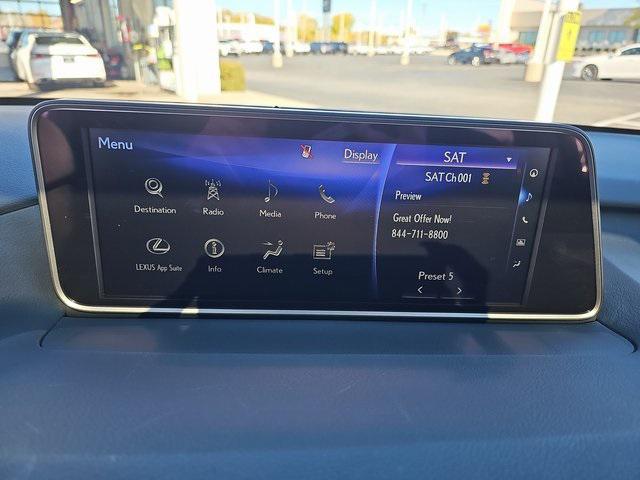 Menu
Display
Destination
Radio
Media
Phone
LEXUS App Suite
Info
Climate
Setup
SAT
SAT Ch 001
Preview
Great Offer Now!
844-711-8800
Preset 5